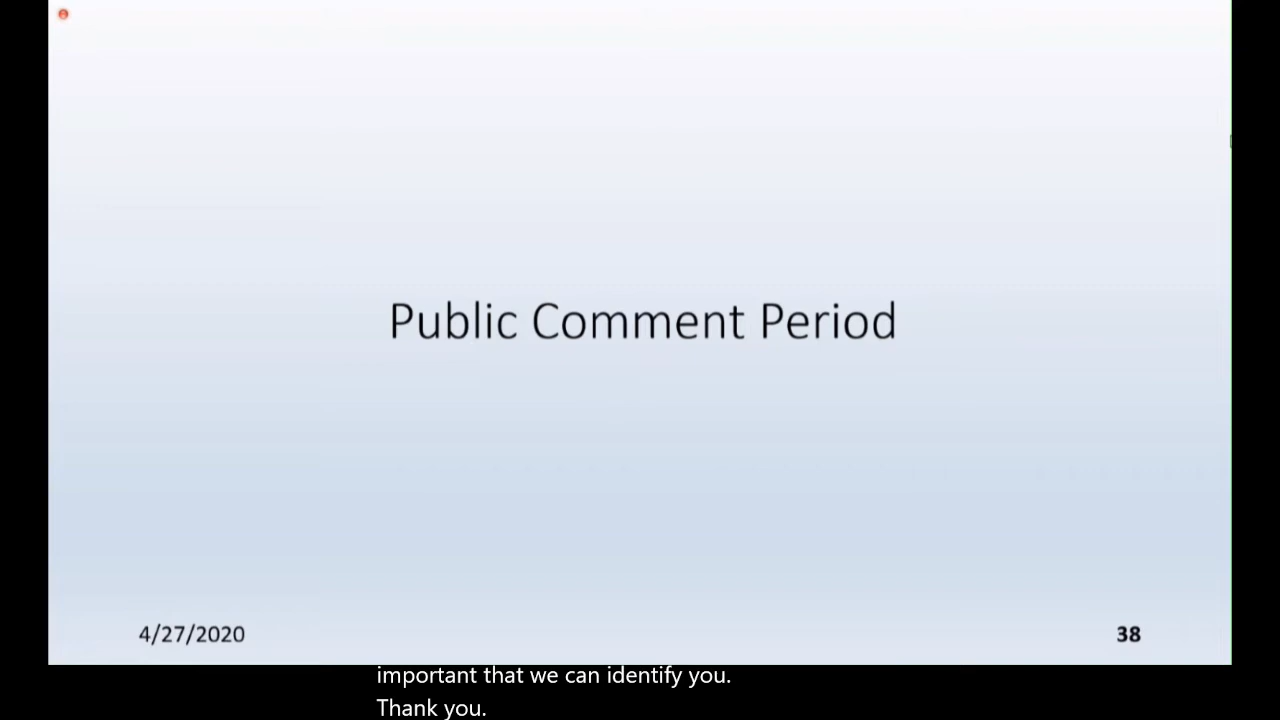 Public Comment Period
4/27/2020
38
important that we can identify you.
Thank you.